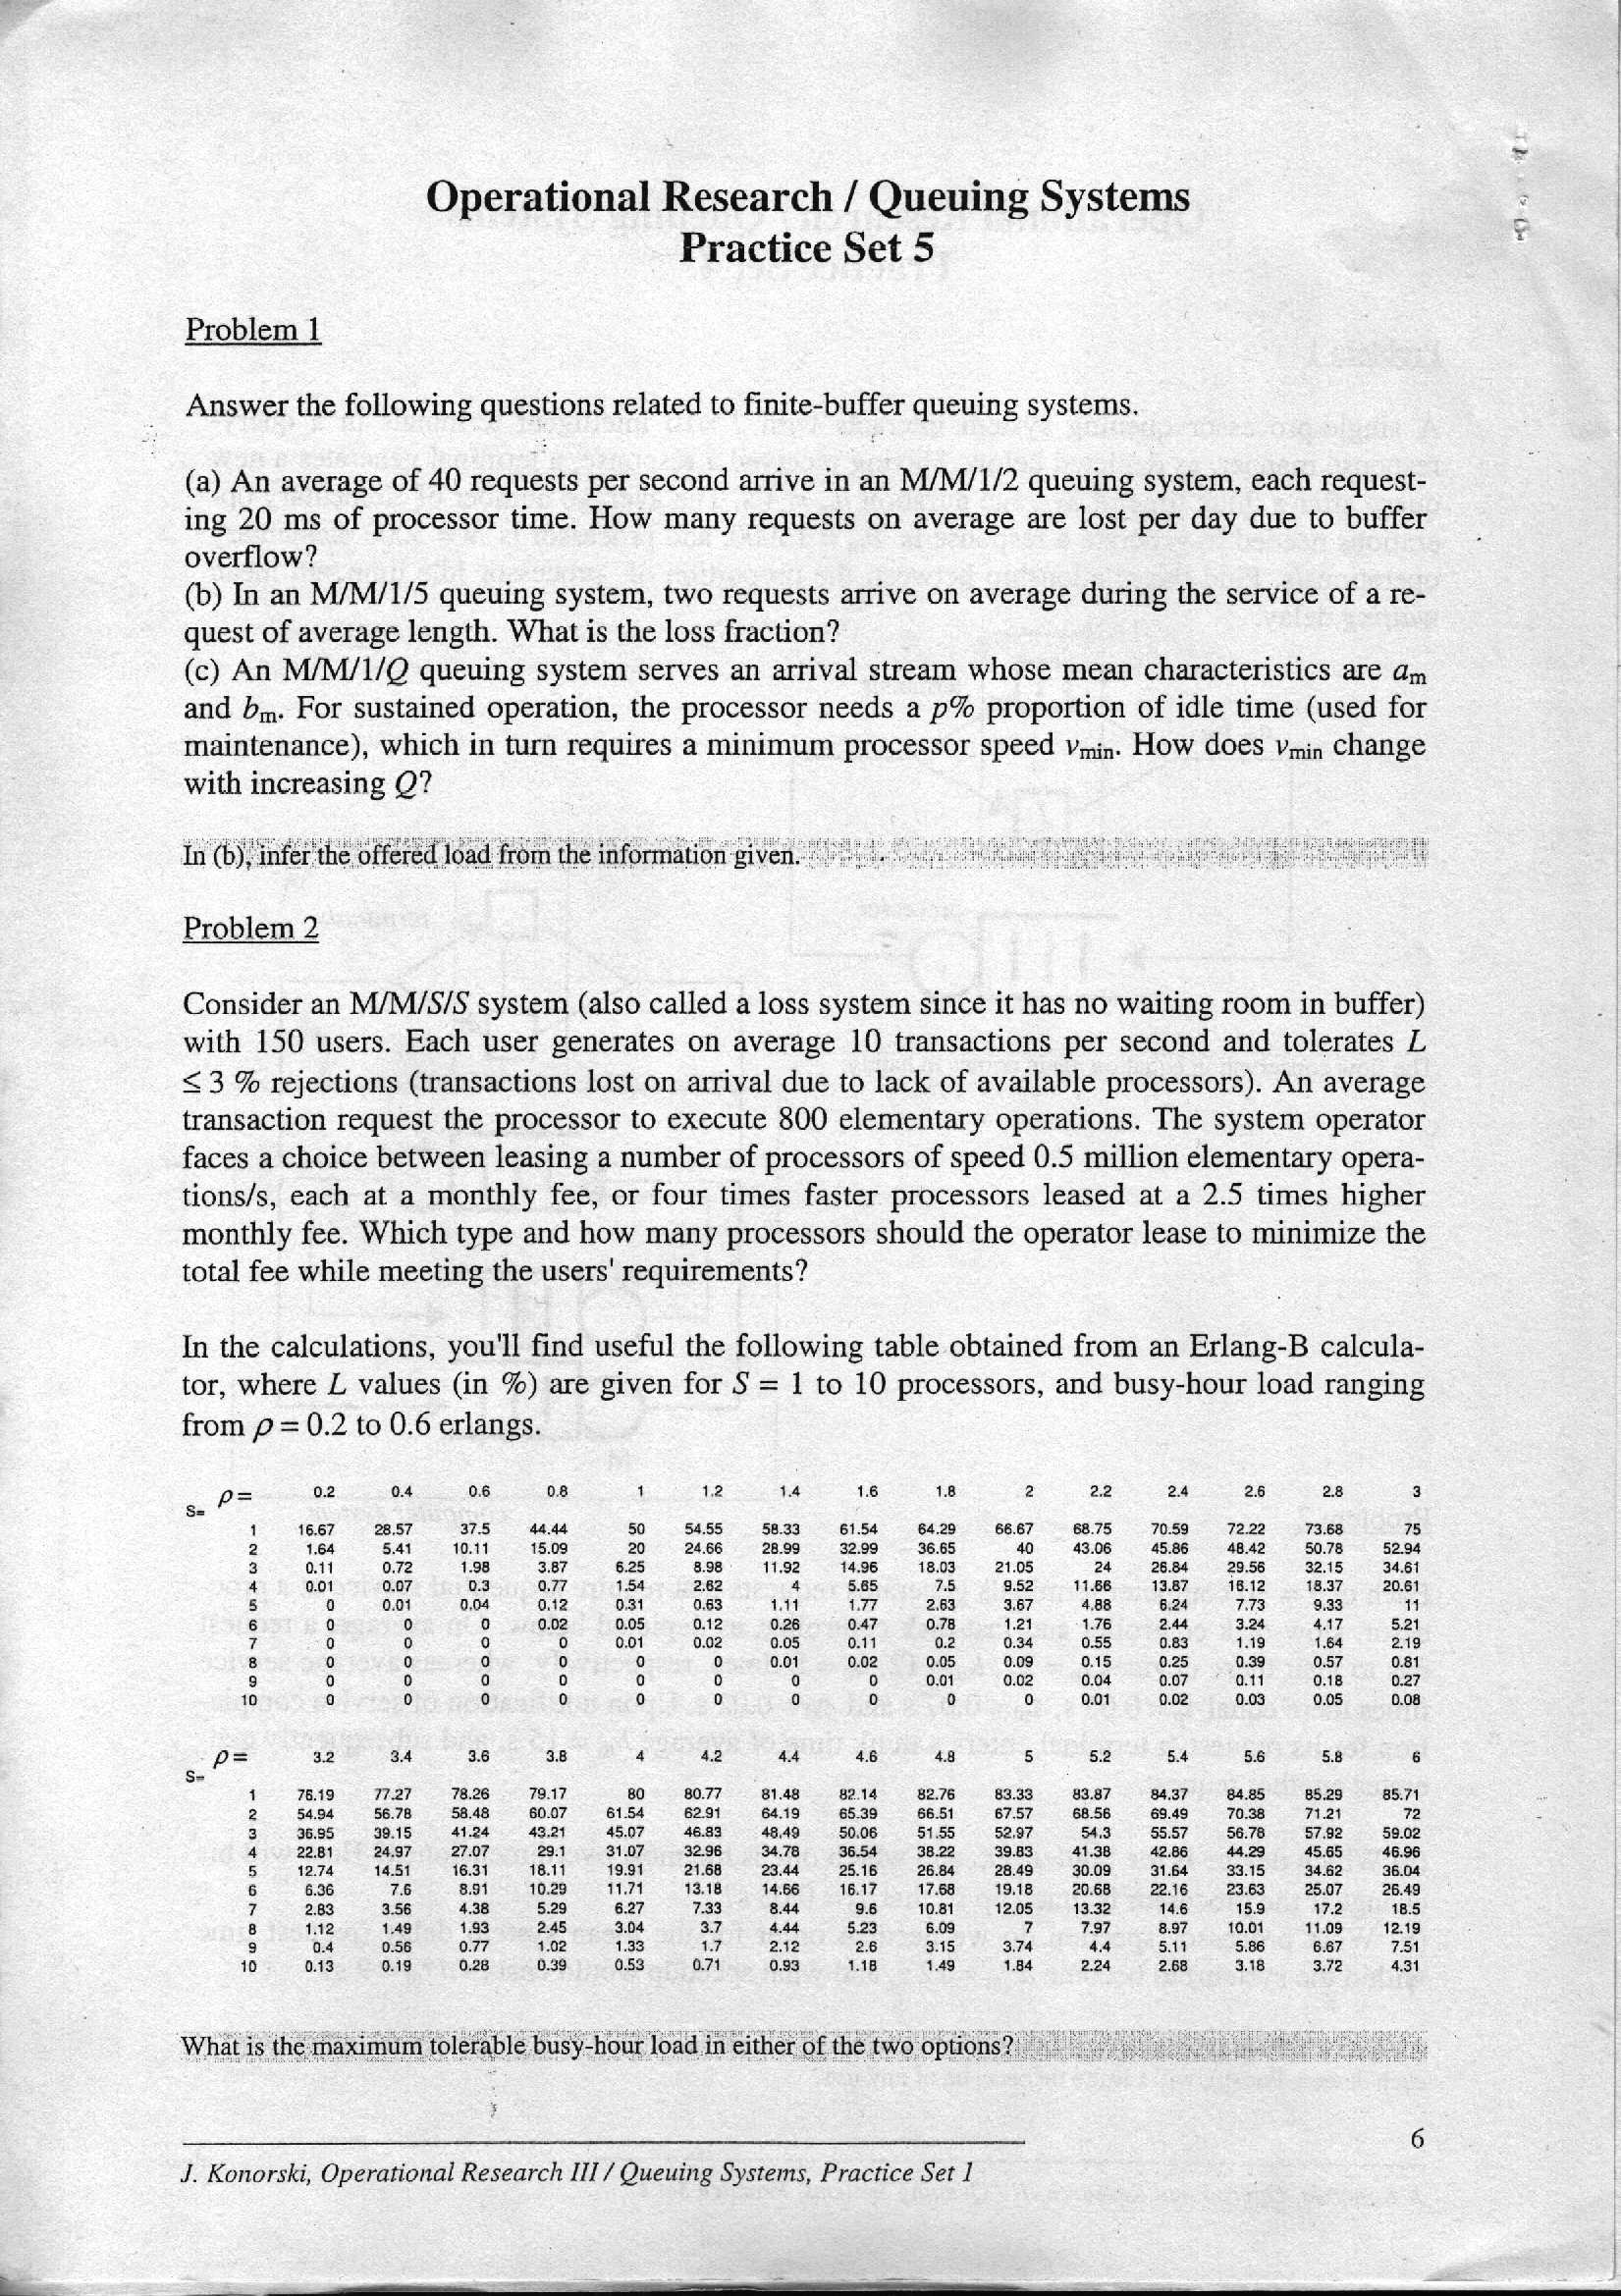 Operational Research / Queuing Systems
Practice Set 5
Problem 1
Answer the following questions related to finite-buffer queuing systems.
(a) An average of 40 requests per second arrive in an M/M/1/2 queuing system, each request-
ing 20 ms of processor time. How many requests on average are lost per day due to buffer
overflow?
(b) In an M/M/1/5 queuing system, two requests arrive on average during the service of a re-
quest of average length. What is the loss fraction?
(c) An M/M/1/Q queuing system serves an arrival stream whose mean characteristics are am
and bm. For sustained operation, the processor needs a p% proportion of idle time (used for
maintenance), which in turn requires a minimum processor speed vmin. How does vmin change
with increasing Q?
In (b), infer the offered load from the information given.
Problem 2
Consider an M/M/S/S system (also called a loss system since it has no waiting room in buffer)
with 150 users. Each user generates on average 10 transactions per second and tolerates L
≤ 3 % rejections (transactions lost on arrival due to lack of available processors). An average
transaction request the processor to execute 800 elementary operations. The system operator
faces a choice between leasing a number of processors of speed 0.5 million elementary opera-
tions/s, each at a monthly fee, or four times faster processors leased at a 2.5 times higher
monthly fee. Which type and how many processors should the operator lease to minimize the
total fee while meeting the users' requirements?
In the calculations, you'll find useful the following table obtained from an Erlang-B calcula-
tor, where L values (in %) are given for S = 1 to 10 processors, and busy-hour load ranging
from ρ = 0.2 to 0.6 erlangs.
S= ρ= 0.2 0.4 0.6 0.8 1 1.2 1.4 1.6 1.8 2 2.2 2.4 2.6 2.8 3
1 16.67 28.57 37.5 44.44 50 54.55 58.33 61.54 64.29 66.67 68.75 70.59 72.22 73.68 75
2 1.64 5.41 10.11 15.09 20 24.66 28.99 32.99 36.65 40 43.06 45.86 48.42 50.78 52.94
3 0.11 0.72 1.98 3.87 6.25 8.98 11.92 14.96 18.03 21.05 24 26.84 29.56 32.15 34.61
4 0.01 0.07 0.3 0.77 1.54 2.62 4 5.65 7.5 9.52 11.66 13.87 16.12 18.37 20.61
5 0 0.01 0.04 0.12 0.31 0.63 1.11 1.77 2.63 3.67 4.88 6.24 7.73 9.33 11
6 0 0 0 0.02 0.05 0.12 0.26 0.47 0.78 1.21 1.76 2.44 3.24 4.17 5.21
7 0 0 0 0 0.01 0.02 0.05 0.11 0.2 0.34 0.55 0.83 1.19 1.64 2.19
8 0 0 0 0 0 0 0.01 0.02 0.05 0.09 0.15 0.25 0.39 0.57 0.81
9 0 0 0 0 0 0 0 0 0.01 0.02 0.04 0.07 0.11 0.18 0.27
10 0 0 0 0 0 0 0 0 0 0 0.01 0.02 0.03 0.05 0.08
S= ρ= 3.2 3.4 3.6 3.8 4 4.2 4.4 4.6 4.8 5 5.2 5.4 5.6 5.8 6
1 76.19 77.27 78.26 79.17 80 80.77 81.48 82.14 82.76 83.33 83.87 84.37 84.85 85.29 85.71
2 54.94 56.78 58.48 60.07 61.54 62.91 64.19 65.39 66.51 67.57 68.56 69.49 70.38 71.21 72
3 36.95 39.15 41.24 43.21 45.07 46.83 48.49 50.06 51.55 52.97 54.3 55.57 56.78 57.92 59.02
4 22.81 24.97 27.07 29.1 31.07 32.96 34.78 36.54 38.22 39.83 41.38 42.86 44.29 45.65 46.96
5 12.74 14.51 16.31 18.11 19.91 21.68 23.44 25.16 26.84 28.49 30.09 31.64 33.15 34.62 36.04
6 6.36 7.6 8.91 10.29 11.71 13.18 14.66 16.17 17.68 19.18 20.68 22.16 23.63 25.07 26.49
7 2.83 3.56 4.38 5.29 6.27 7.33 8.44 9.6 10.81 12.05 13.32 14.6 15.9 17.2 18.5
8 1.12 1.49 1.93 2.45 3.04 3.7 4.44 5.23 6.09 7 7.97 8.97 10.01 11.09 12.19
9 0.4 0.56 0.77 1.02 1.33 1.7 2.12 2.6 3.15 3.74 4.4 5.11 5.86 6.67 7.51
10 0.13 0.19 0.28 0.39 0.53 0.71 0.93 1.18 1.49 1.84 2.24 2.68 3.18 3.72 4.31
What is the maximum tolerable busy-hour load in either of the two options?
6
J. Konorski, Operational Research III / Queuing Systems, Practice Set 1